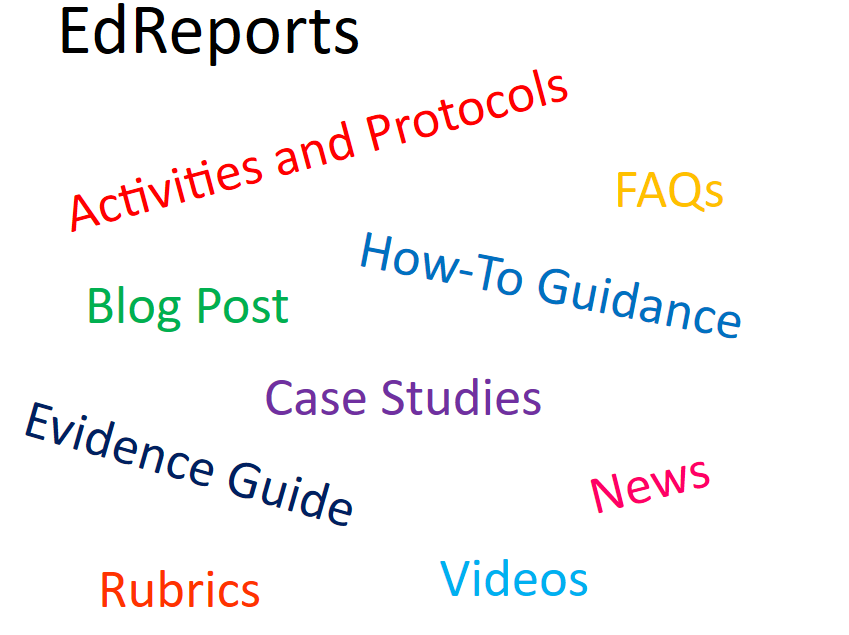 EdReports
Activities and Protocols
FAQs
How-To Guidance
Blog Post
Case Studies
Evidence Guide
News
Rubrics
Videos